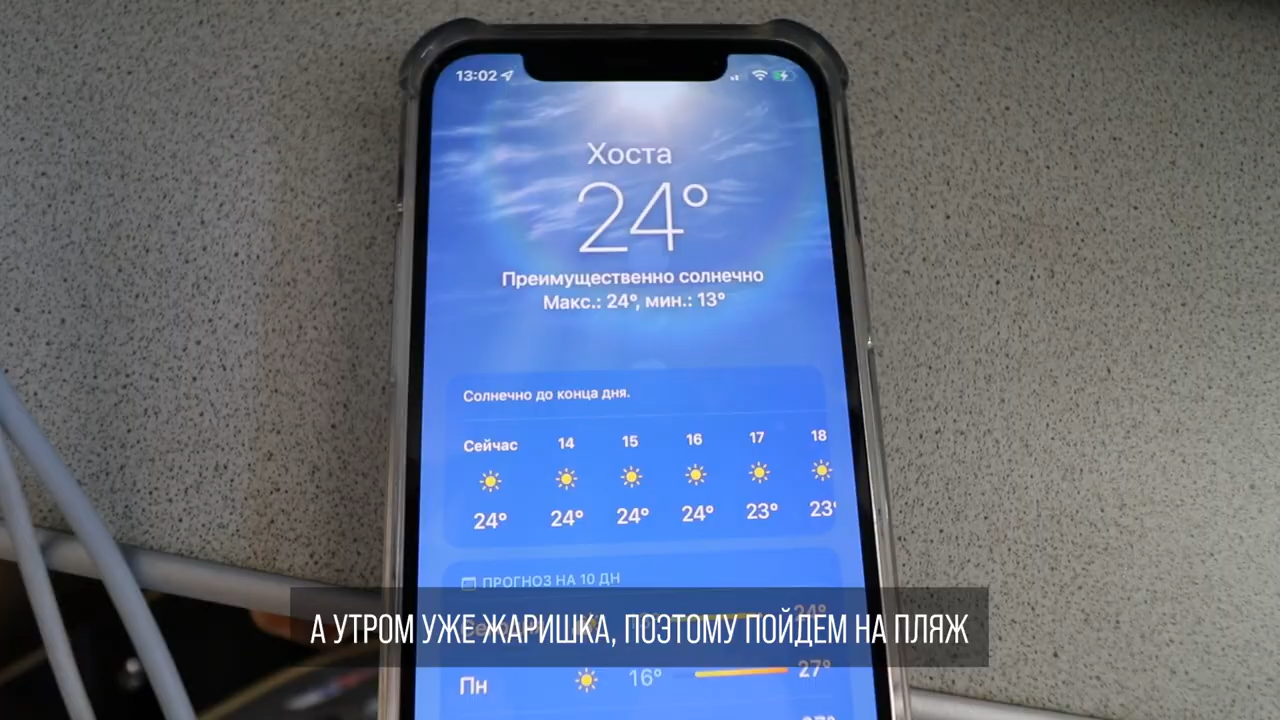 13:02
Хоста
24°
Преимущественно солнечно
Макс.: 24°, мин.: 13°
Солнечно до конца дня.
Сейчас 14 15 16 17 18
24° 24° 24° 24° 23° 23°
ПРОГНОЗ НА 10 ДН
24°
А УТРОМ УЖЕ ЖАРИШКА, ПОЭТОМУ ПОЙДЕМ НА ПЛЯЖ
Пн 16° 27°